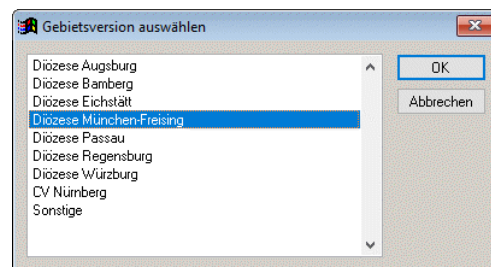 Gebietsversion auswählen
Diözese Augsburg
Diözese Bamberg
Diözese Eichstätt
Diözese München-Freising
Diözese Passau
Diözese Regensburg
Diözese Würzburg
CV Nürnberg
Sonstige
OK
Abbrechen